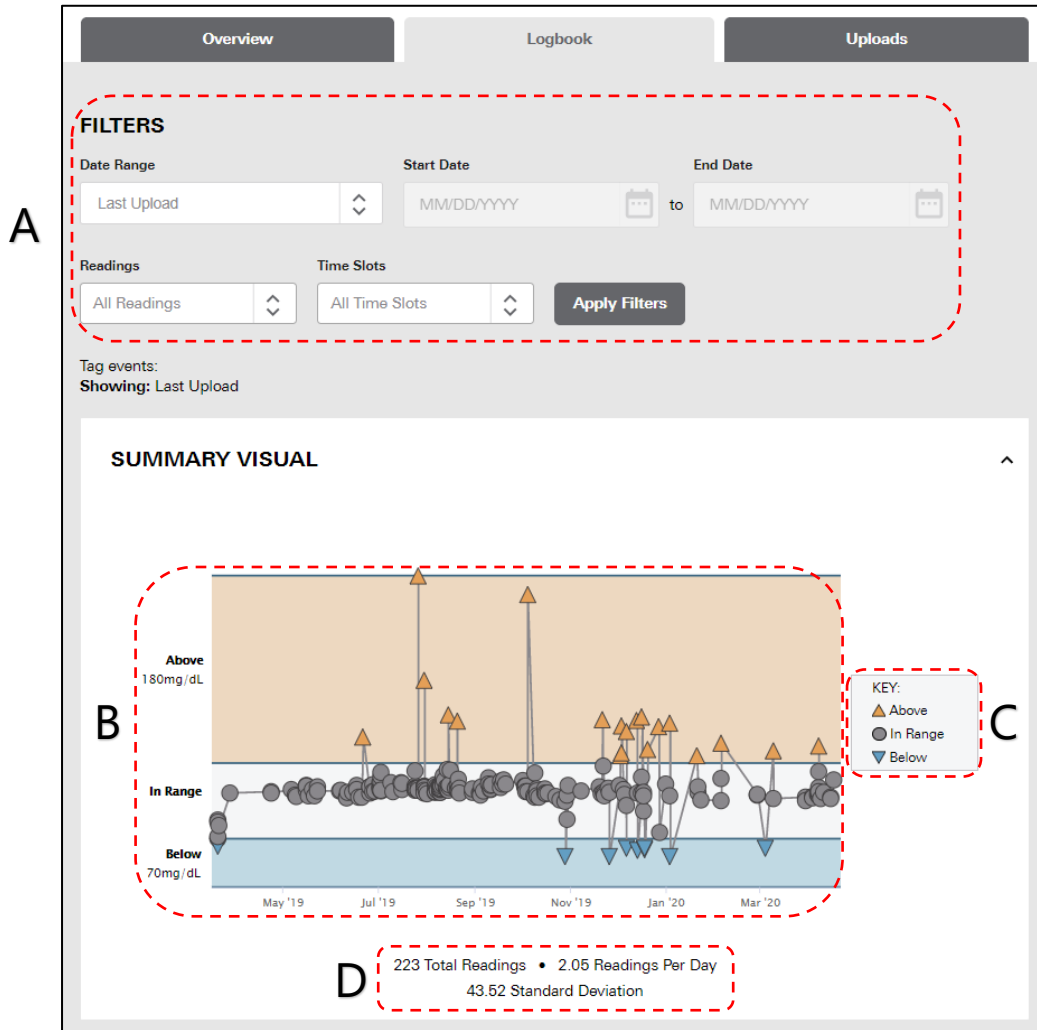 Overview
Logbook
Uploads
FILTERS
Date Range
Start Date
End Date
Last Upload
MM/DD/YYYY
to
MM/DD/YYYY
A
Readings
Time Slots
All Readings
All Time Slots
Apply Filters
Tag events:
Showing: Last Upload
SUMMARY VISUAL
Above
180mg/dL
In Range
Below
70mg/dL
B
May '19
Jul '19
Sep '19
Nov '19
Jan '20
Mar '20
KEY:
Above
In Range
Below
C
D
223 Total Readings • 2.05 Readings Per Day
43.52 Standard Deviation